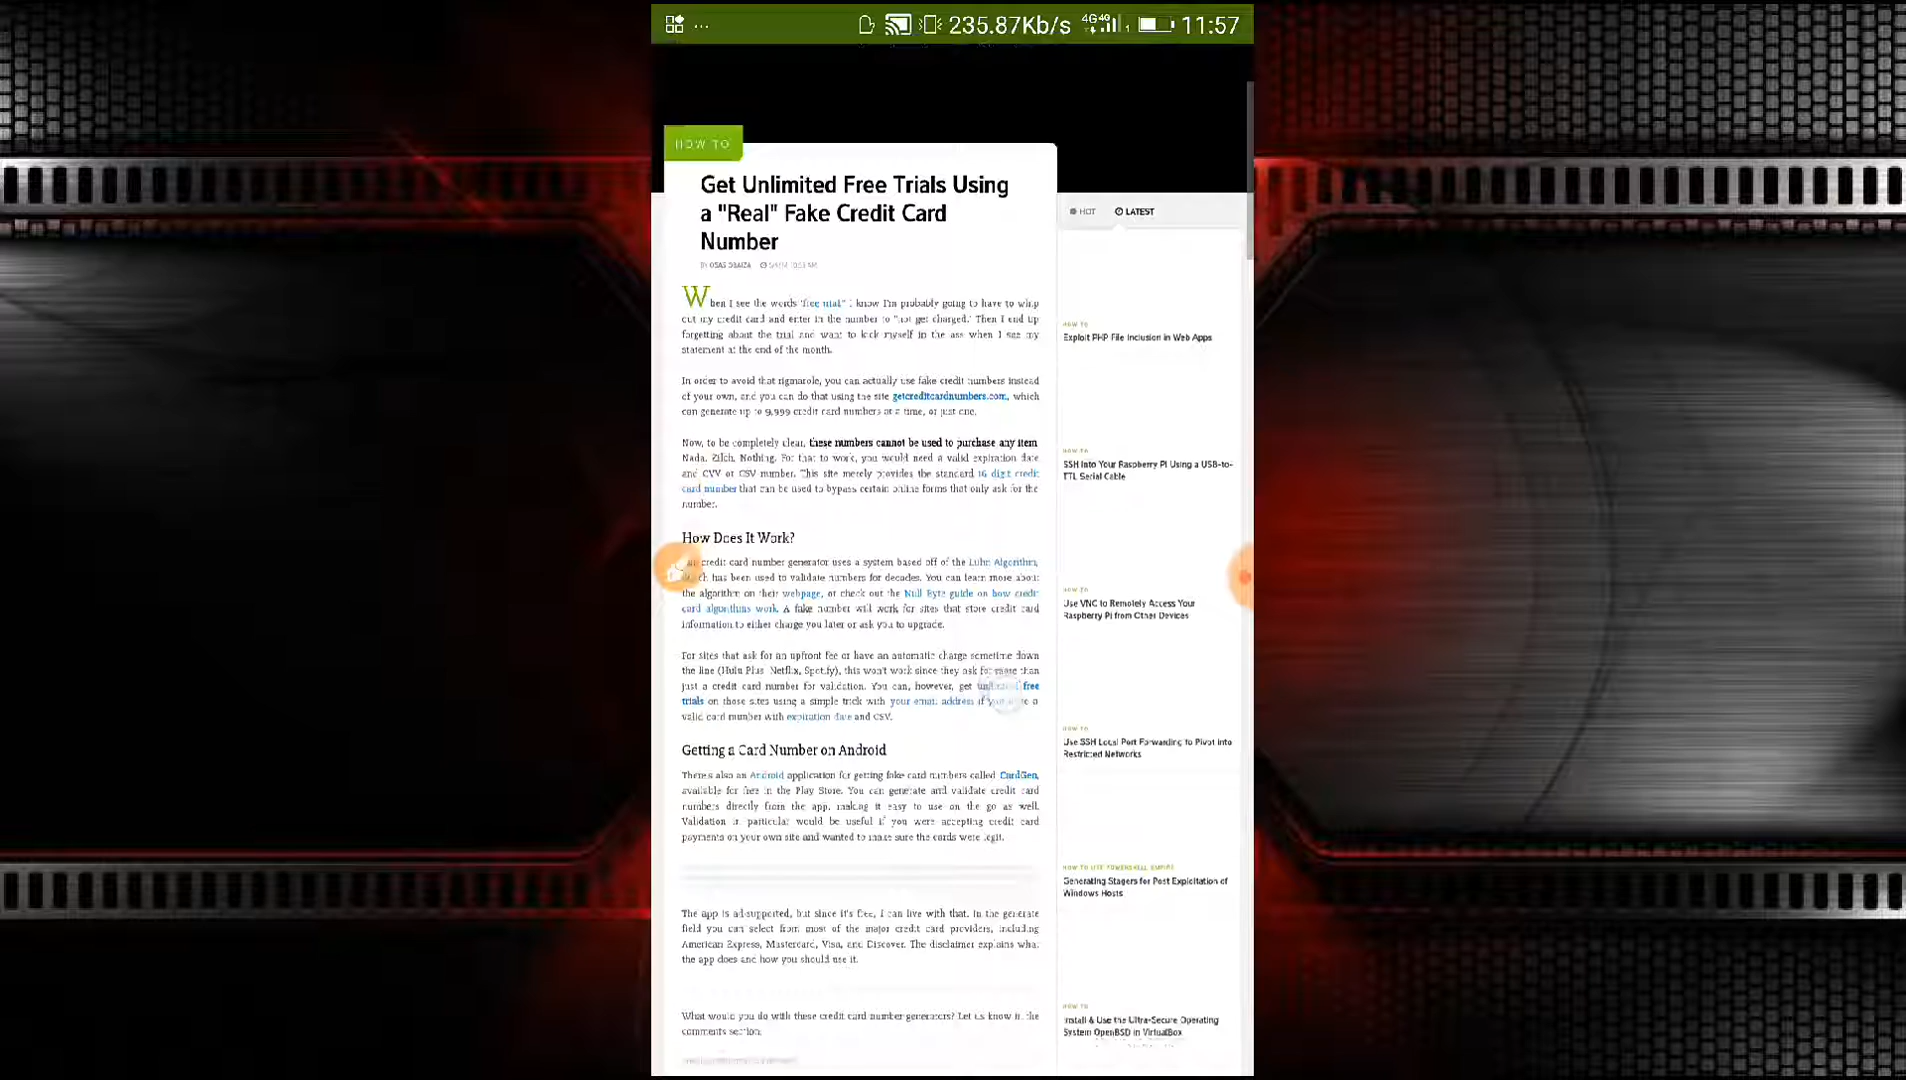 ... 235.87Kb/s 4G4G 11:57
HOW TO
Get Unlimited Free Trials Using
a "Real" Fake Credit Card
Number
HOT LATEST
When I see the words "free trial" I know I'm probably going to have to whip
out my credit card and enter in the number to "not get charged." Then I end up
forgetting about the trial and want to kick myself in the ass when I see my
statement at the end of the month.
In order to avoid that rigmarole, you can actually use fake credit numbers instead
of your own, and you can do that using the site getcreditcardnumbers.com, which
can generate up to 9,999 credit card numbers at a time, or just one.
Now, to be completely clear, these numbers cannot be used to purchase any item
Nada. Zilch. Nothing. For that to work, you would need a valid expiration date
and CVV or CSV number. This site merely provides the standard 16 digit credit
card number that can be used to bypass certain online forms that only ask for the
number.
How Does It Work?
credit card number generator uses a system based off of the Luhn Algorithm,
has been used to validate numbers for decades. You can learn more about
the algorithm on their webpage, or check out the Null Byte guide on how credit
card algorithms work. A fake number will work for sites that store credit card
information to either charge you later or ask you to upgrade.
For sites that ask for an upfront fee or have an automatic charge sometime down
the line (Hulu Plus, Netflix, Spotify), this won't work since they ask for more than
just a credit card number for validation. You can, however, get unlimited free
trials on those sites using a simple trick with your email address if you have a
valid card number with expiration date and CSV.
Getting a Card Number on Android
There's also an Android application for getting fake card numbers called CardGen,
available for free in the Play Store. You can generate and validate credit card
numbers directly from the app, making it easy to use on the go as well.
Validation in particular would be useful if you were accepting credit card
payments on your own site and wanted to make sure the cards were legit.
The app is ad-supported, but since it's free, I can live with that. In the generate
field you can select from most of the major credit card providers, including
American Express, Mastercard, Visa, and Discover. The disclaimer explains what
the app does and how you should use it.
What would you do with these credit card number generators? Let us know in the
comments section.
HOW TO
Exploit PHP File Inclusion in Web Apps
HOW TO
SSH into Your Raspberry Pi Using a USB-to-
TTL Serial Cable
HOW TO
Use VNC to Remotely Access Your
Raspberry Pi from Other Devices
HOW TO
Use SSH Local Port Forwarding to Pivot into
Restricted Networks
HOW TO USE POWERSHELL EMPIRE
Generating Stagers for Post Exploitation of
Windows Hosts
HOW TO
Install & Use the Ultra-Secure Operating
System OpenBSD in VirtualBox